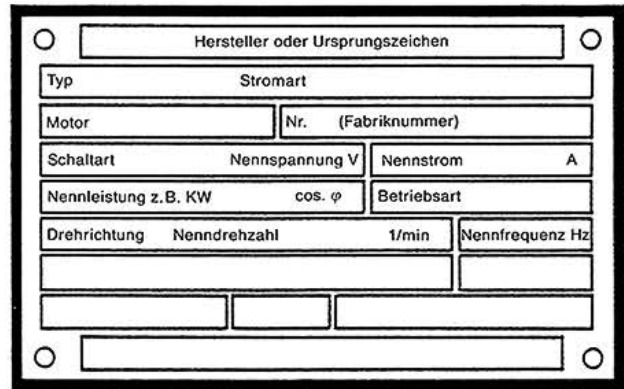 Hersteller oder Ursprungszeichen
Typ Stromart
Motor Nr. (Fabriknummer)
Schaltart Nennspannung V Nennstrom A
Nennleistung z.B. KW cos. φ Betriebsart
Drehrichtung Nenndrehzahl 1/min Nennfrequenz Hz